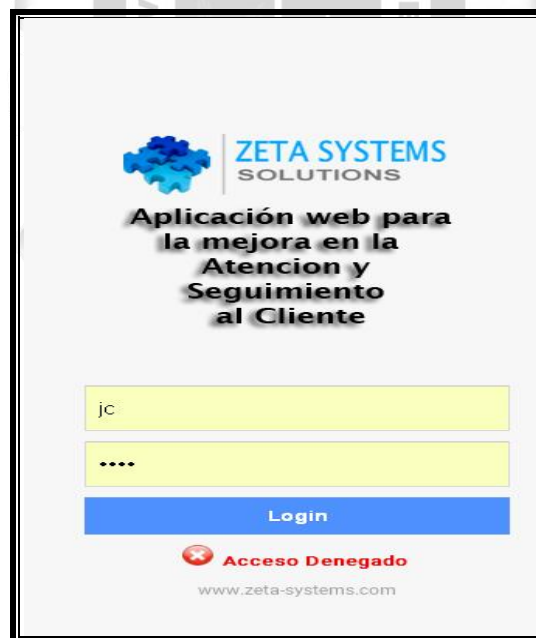 ZETA SYSTEMS
SOLUTIONS
Aplicación web para
la mejora en la
Atencion y
Seguimiento
al Cliente
jc
••••
Login
Acceso Denegado
www.zeta-systems.com